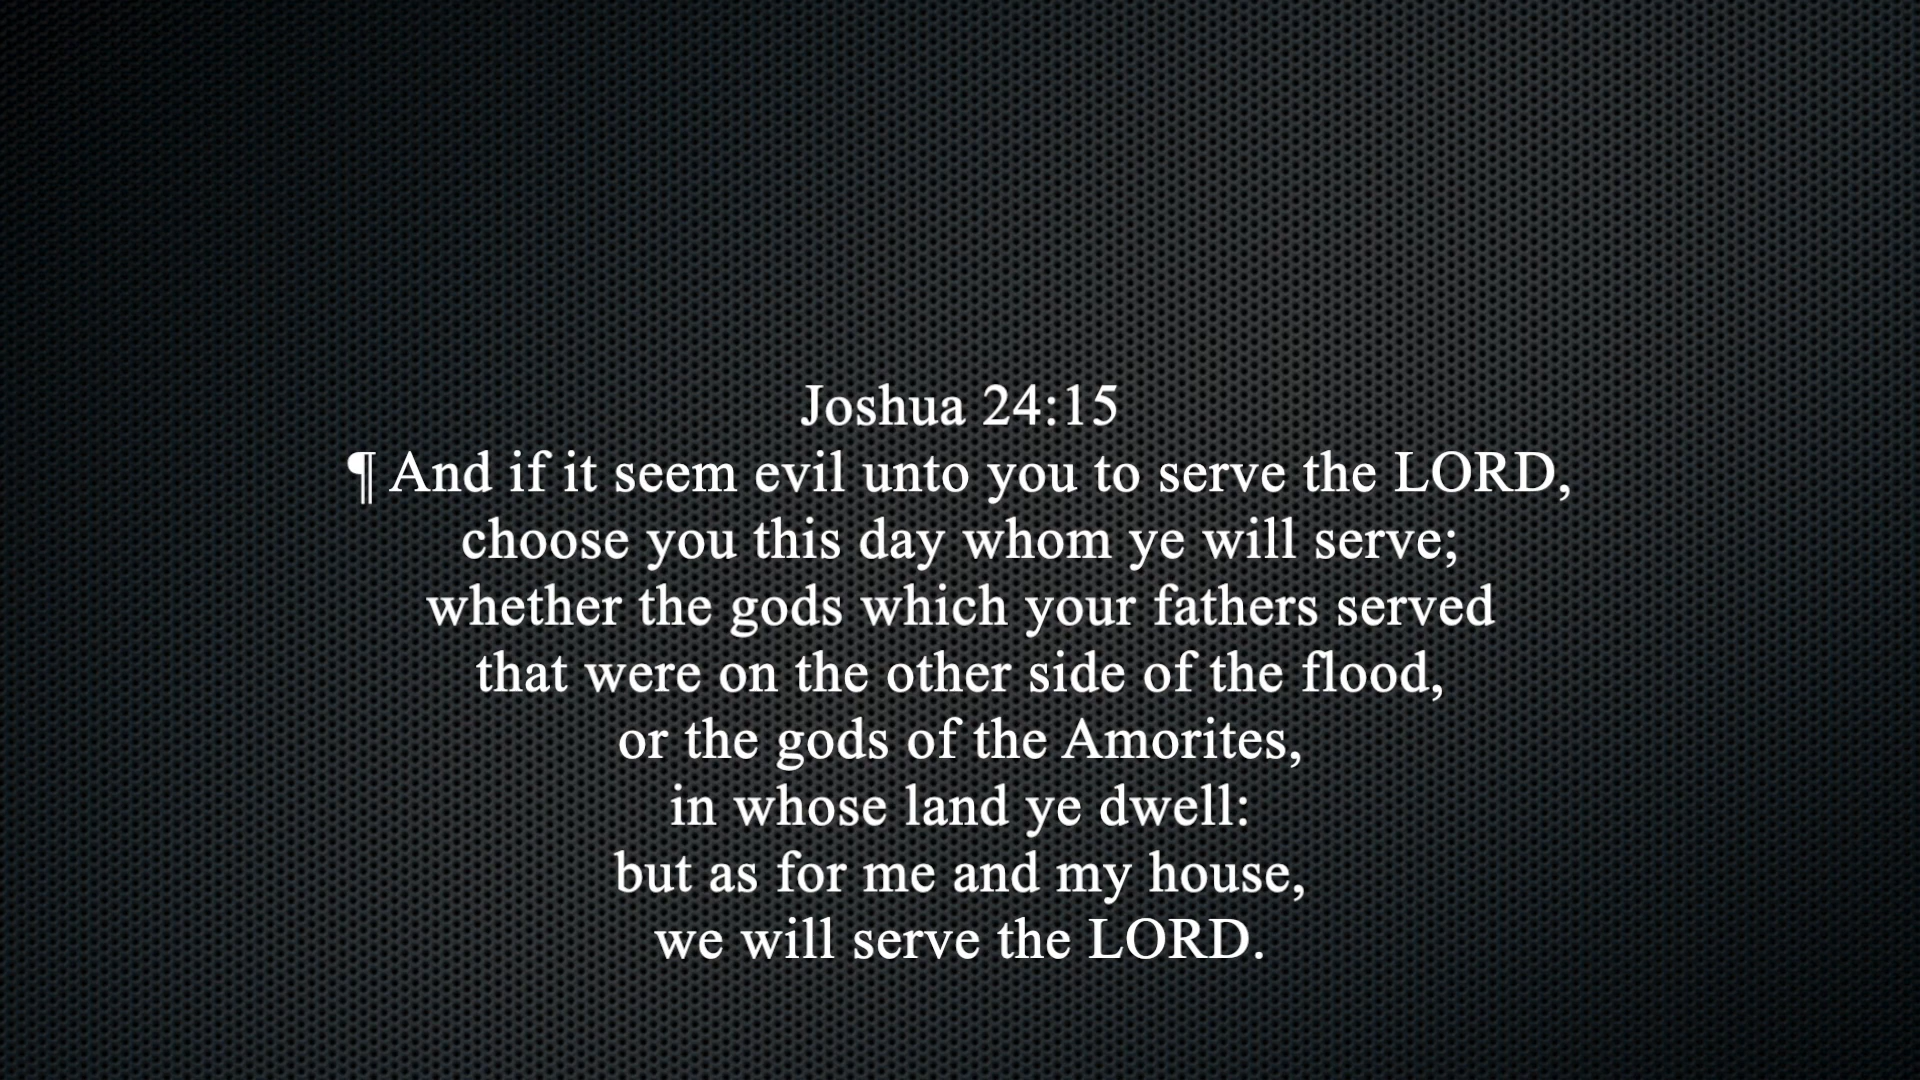 Joshua 24:15
¶ And if it seem evil unto you to serve the LORD,
choose you this day whom ye will serve;
whether the gods which your fathers served
that were on the other side of the flood,
or the gods of the Amorites,
in whose land ye dwell:
but as for me and my house,
we will serve the LORD.